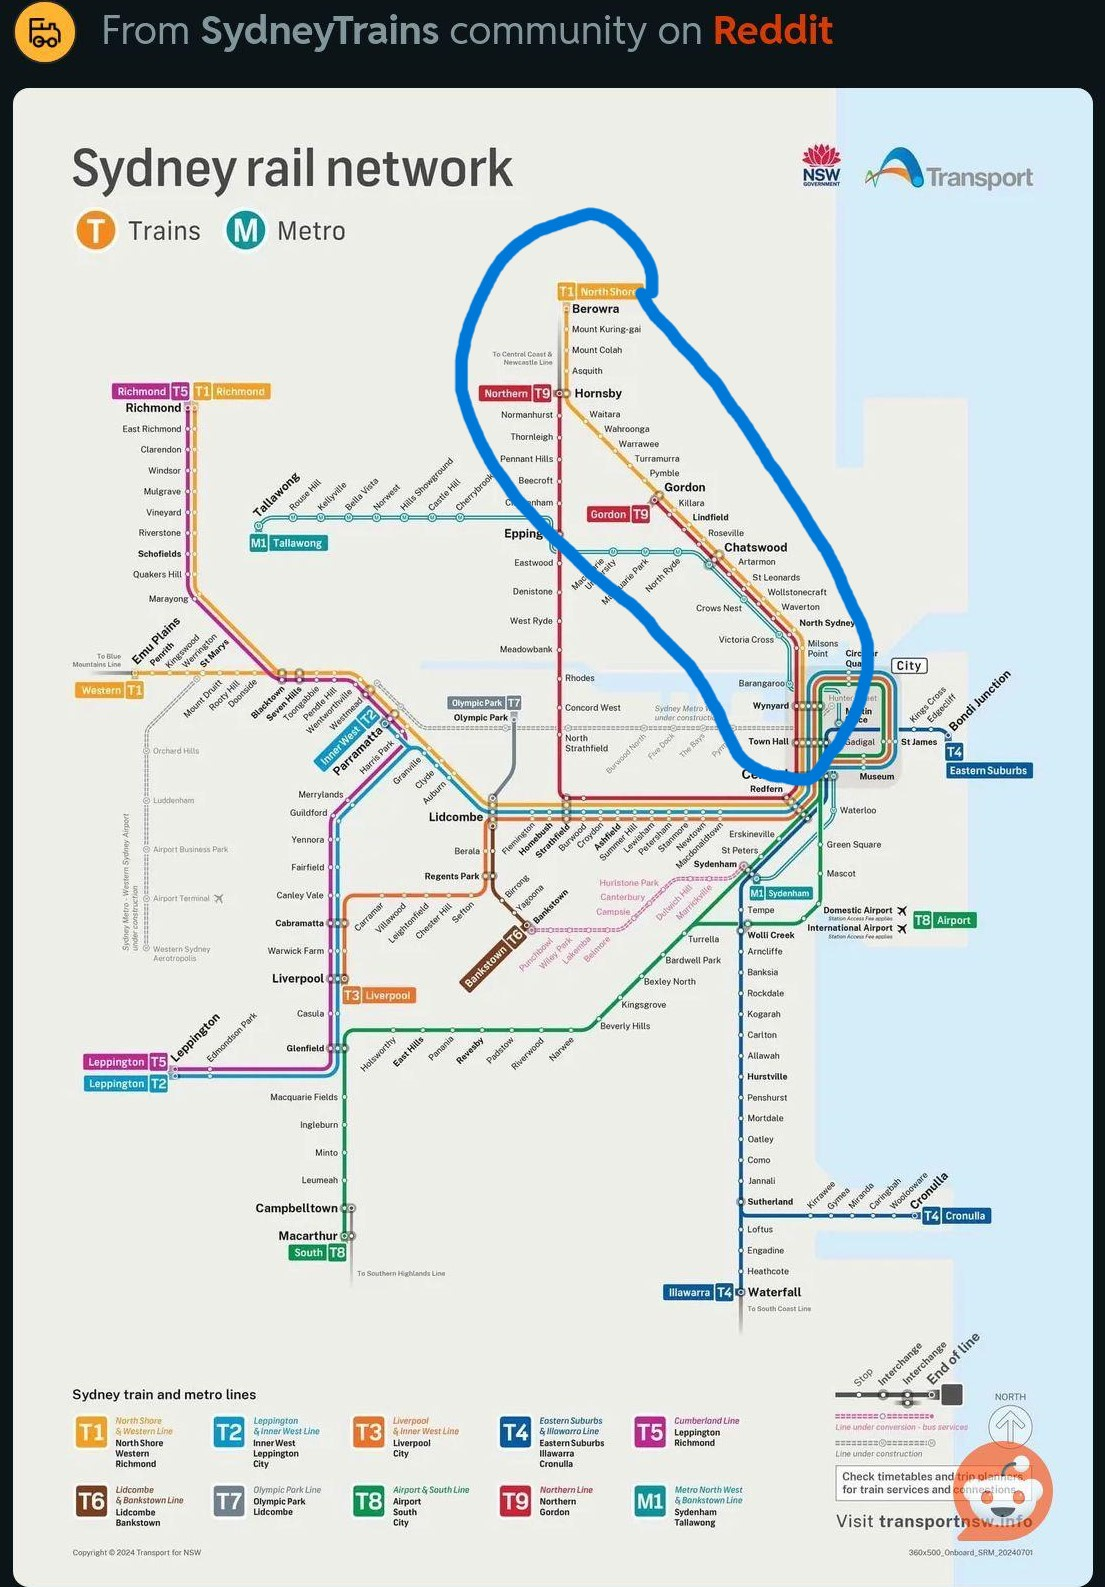 From SydneyTrains community on Reddit
Sydney rail network
NSW
GOVERNMENT
Transport
T Trains M Metro
T1 North Shore
Berowra
Mount Kuring-gai
To Central Coast &
Newcastle Line
Mount Colah
Asquith
Northern T9
Hornsby
Normanhurst
Thornleigh
Pennant Hills
Beecroft
Epping
Eastwood
Denistone
West Ryde
Meadowbank
Rhodes
Concord West
North
Strathfield
Waitara
Wahroonga
Warrawee
Turramurra
Pymble
Gordon
Gordon T9
Killara
Lindfield
Roseville
Chatswood
Artarmon
St Leonards
Wollstonecraft
Waverton
North Sydney
Milsons
Point
Richmond T5
T1 Richmond
Richmond
East Richmond
Clarendon
Windsor
Mulgrave
Vineyard
Riverstone
Schofields
Quakers Hill
Marayong
Tallawong
M1 Tallawong
Rouse Hill
Kellyville
Bella Vista
Norwest
Hills Showground
Castle Hill
Cherrybrook
North Ryde
Crows Nest
Victoria Cross
Barangaroo
City
Wynyard
Town Hall
Gadigal
St James
Museum
Redfern
Kings Cross
Edgecliff
Bondi Junction
T4
Eastern Suburbs
To Blue
Mountains Line
Western T1
Emu Plains
Penrith
Kingswood
Werrington
St Marys
Mount Druitt
Rooty Hill
Doonside
Blacktown
Seven Hills
Toongabbie
Pendle Hill
Wentworthville
Westmead
Inner West T2
Parramatta
Harris Park
Granville
Clyde
Auburn
Lidcombe
Olympic Park T7
Olympic Park
Sydney Metro W
under constructio
Burwood North
Five Dock
The Bays
Orchard Hills
Luddenham
Airport Business Park
Airport Terminal
Western Sydney
Aerotropolis
Sydney Metro - Western Sydney Airport
under construction
Merrylands
Guildford
Yennora
Fairfield
Canley Vale
Cabramatta
Warwick Farm
Liverpool
T3 Liverpool
Casula
Glenfield
Leppington
Edmondson Park
Leppington T5
Leppington T2
Flemington
Homebush
Strathfield
Burwood
Croydon
Ashfield
Summer Hill
Lewisham
Petersham
Stanmore
Newtown
Macdonaldtown
Berala
Regents Park
Birrong
Yagoona
Bankstown
Bankstown T6
Carramar
Villawood
Leightonfield
Chester Hill
Sefton
Punchbowl
Wiley Park
Lakemba
Belmore
Campsie
Canterbury
Hurlstone Park
Dulwich Hill
Marrickville
Erskineville
St Peters
Sydenham
M1 Sydenham
Waterloo
Green Square
Mascot
Domestic Airport
Station Access Fee applies
International Airport
Station Access Fee applies
T8 Airport
Tempe
Wolli Creek
Turrella
Bardwell Park
Bexley North
Kingsgrove
Beverly Hills
Narwee
Riverwood
Padstow
Revesby
Panania
East Hills
Holsworthy
Macquarie Fields
Ingleburn
Minto
Leumeah
Campbelltown
Macarthur
South T8
To Southern Highlands Line
Arncliffe
Banksia
Rockdale
Kogarah
Carlton
Allawah
Hurstville
Penshurst
Mortdale
Oatley
Como
Jannali
Sutherland
Kirrawee
Gymea
Miranda
Caringbah
Woolooware
Cronulla
T4 Cronulla
Loftus
Engadine
Heathcote
Illawarra T4
Waterfall
To South Coast Line
Sydney train and metro lines
T1 North Shore
& Western Line
North Shore
Western
Richmond
T2 Leppington
& Inner West Line
Inner West
Leppington
City
T3 Liverpool
& Inner West Line
Liverpool
City
T4 Eastern Suburbs
& Illawarra Line
Eastern Suburbs
Illawarra
Cronulla
T5 Cumberland Line
Leppington
Richmond
T6 Lidcombe
& Bankstown Line
Lidcombe
Bankstown
T7 Olympic Park Line
Olympic Park
Lidcombe
T8 Airport & South Line
Airport
South
City
T9 Northern Line
Northern
Gordon
M1 Metro North West
& Bankstown Line
Sydenham
Tallawong
Stop
Interchange
Interchange
End of line
Line under conversion - bus services
Line under construction
NORTH
Check timetables and trip planners
for train services and connections
Visit transportnsw.info
Copyright © 2024 Transport for NSW
360x500_Onboard_SRM_20240701